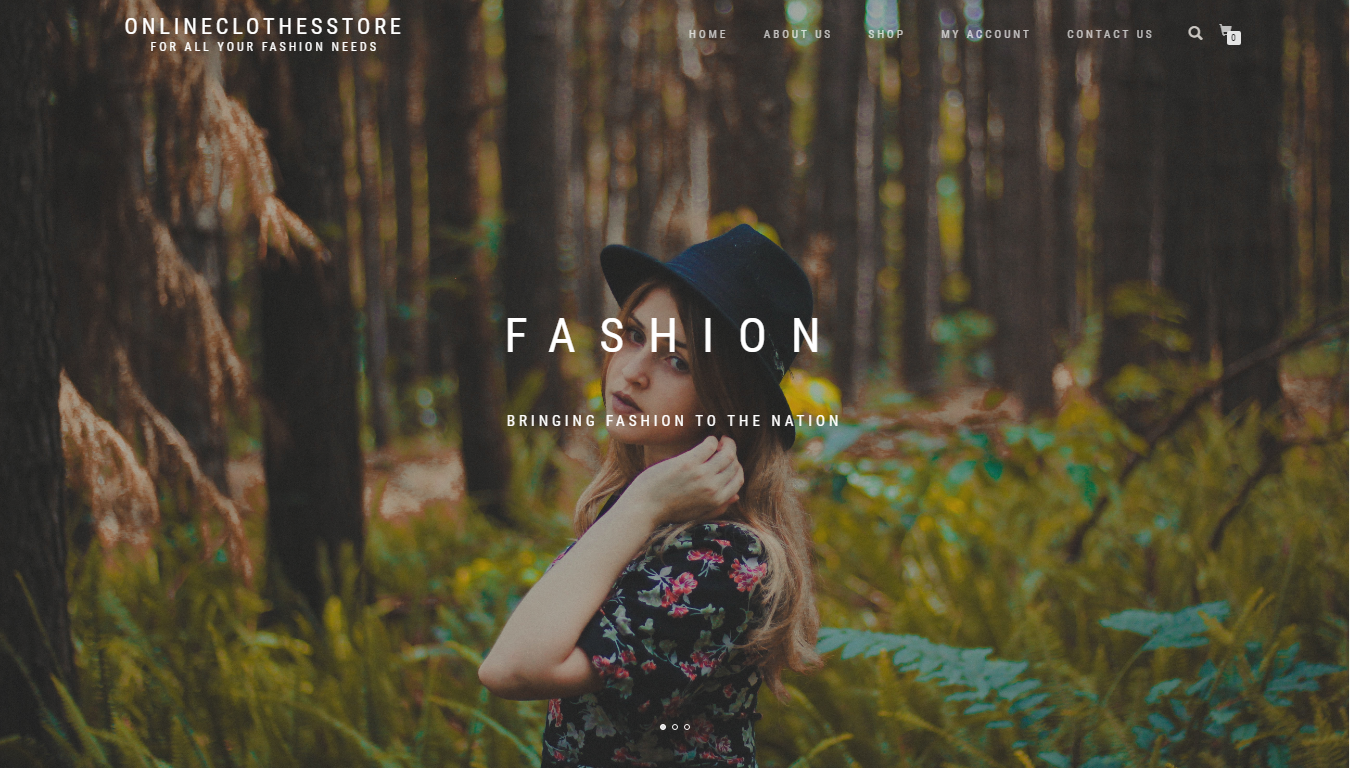 ONLINECLOTHESSTORE
FOR ALL YOUR FASHION NEEDS
HOME ABOUT US SHOP MY ACCOUNT CONTACT US 0
FASHION
BRINGING FASHION TO THE NATION